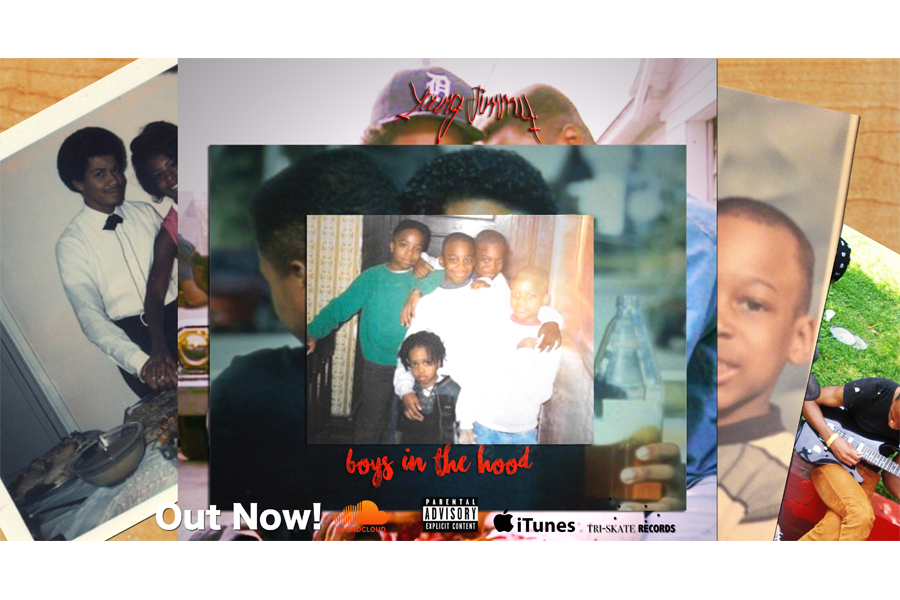 D
Young Jimmy
boys in the hood
Out Now!
SOUNDCLOUD
PARENTAL
ADVISORY
EXPLICIT CONTENT
iTunes
TRI-SKATE RECORDS